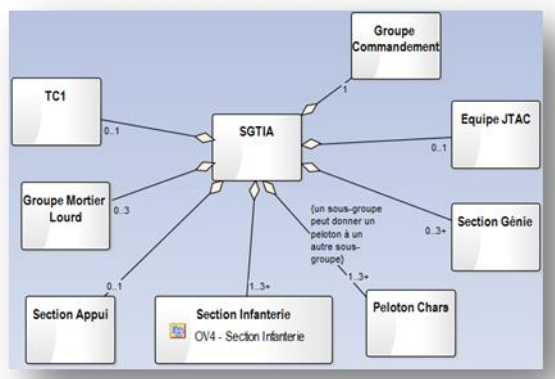 Groupe
Commandement
1
TC1
0..1
SGTIA
Equipe JTAC
0..1
Groupe Mortier
Lourd
0..3
Section Génie
0..3+
{un sous-groupe
peut donner un
peloton à un
autre sous-
groupe}
Section Appui
0..1
Section Infanterie
OV4 - Section Infanterie
1..3+
Peloton Chars
1..3+